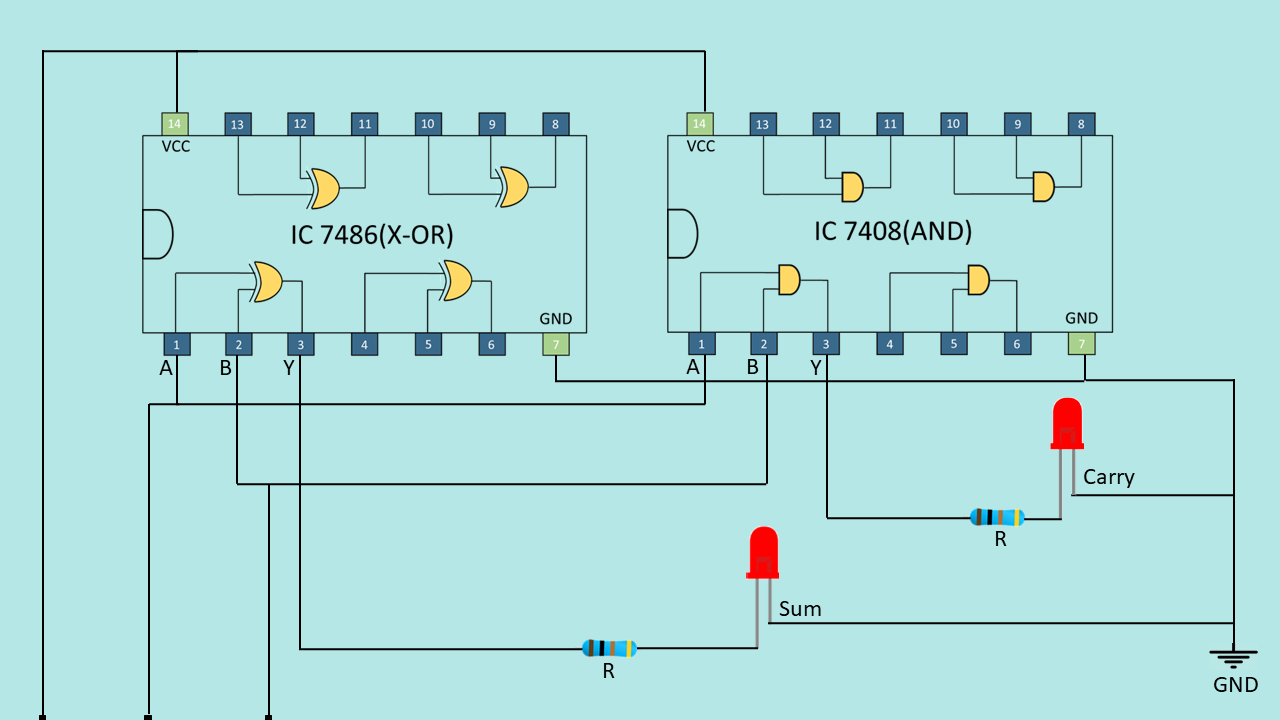 14 13 12 11 10 9 8
VCC
IC 7486(X-OR)
GND
1 2 3 4 5 6 7
A B Y
14 13 12 11 10 9 8
VCC
IC 7408(AND)
GND
1 2 3 4 5 6 7
A B Y
Carry
R
Sum
R
GND